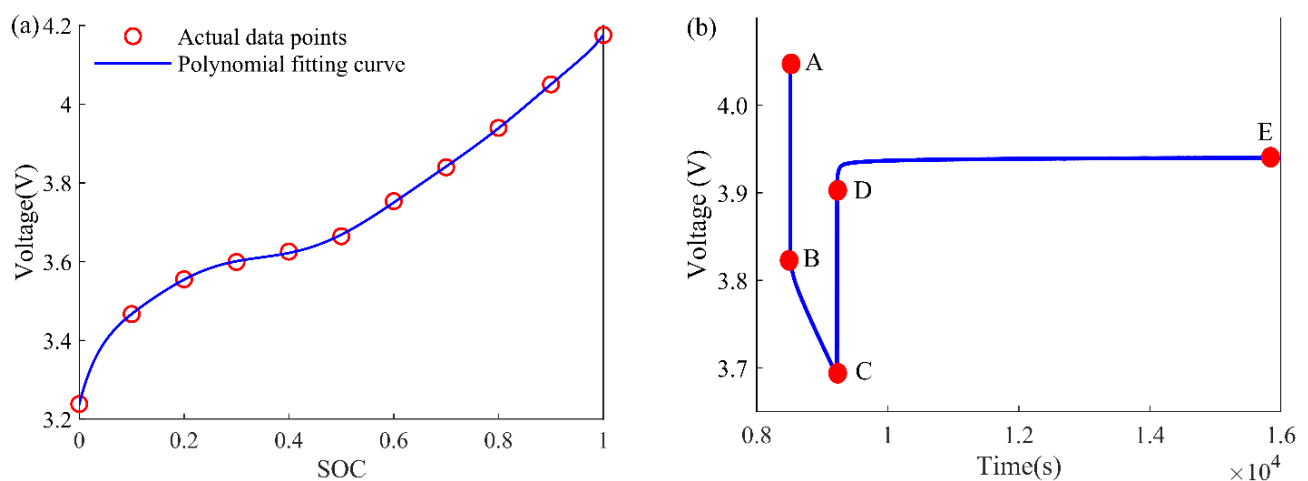 (a)
Actual data points
Polynomial fitting curve
Voltage(V)
4.2
4
3.8
3.6
3.4
3.2
0
0.2
0.4
0.6
0.8
1
SOC
(b)
A
B
C
D
E
Voltage (V)
4.0
3.9
3.8
3.7
0.8
1
1.2
1.4
1.6
Time(s)
×10⁴